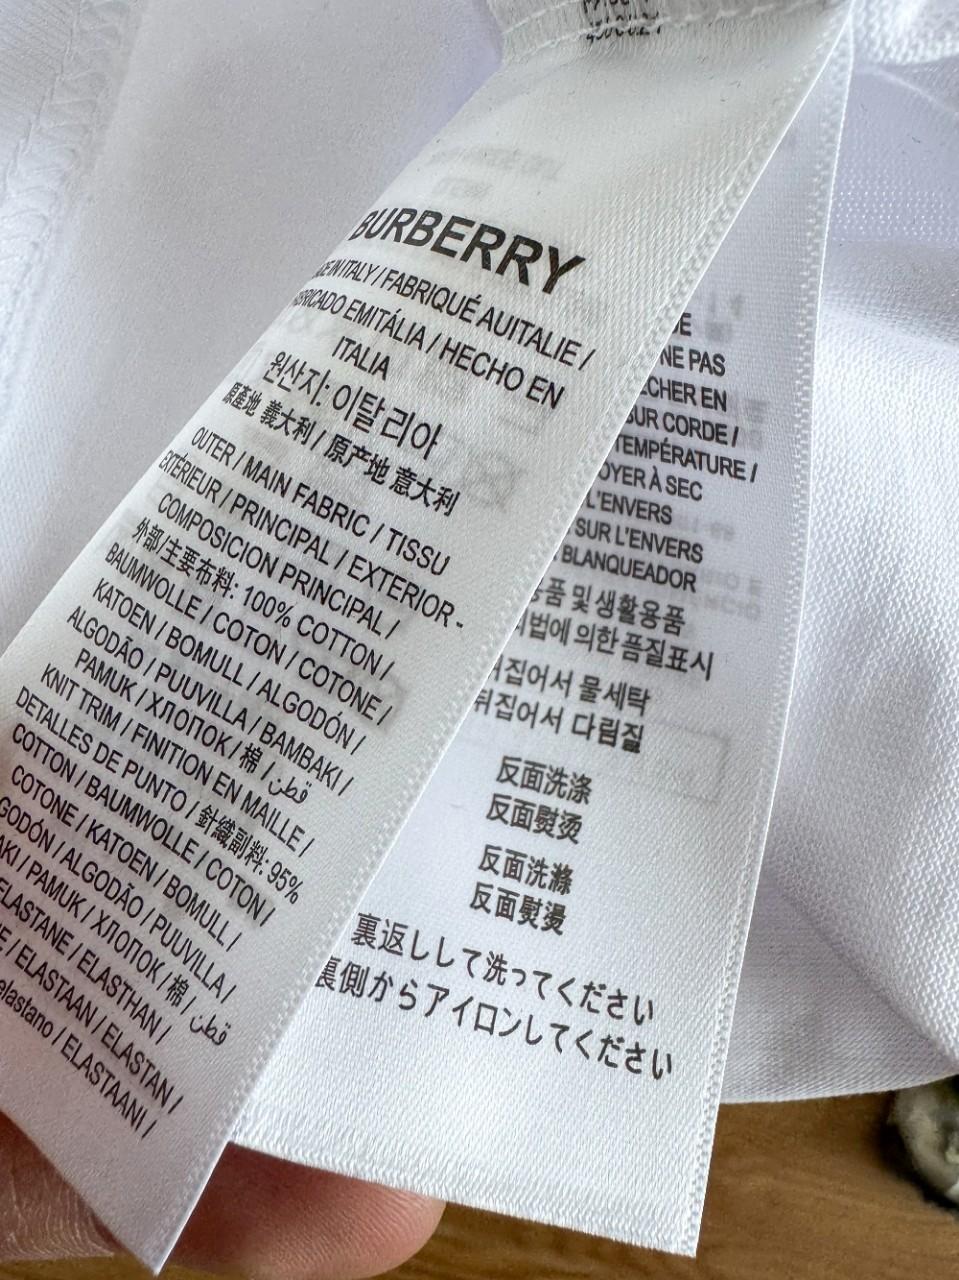 BURBERRY
IN ITALY / FABRIQUÉ AUITALIE /
EMITÁLIA / HECHO EN
ITALIA
원산지: 이탈리아
原產地 義大利 / 原产地 意大利
OUTER / MAIN FABRIC / TISSU
EXTÉRIEUR / PRINCIPAL / EXTERIOR -
COMPOSICION PRINCIPAL /
外部/主要布料: 100% COTTON /
BAUMWOLLE / COTON / COTONE /
KATOEN / BOMULL / ALGODÓN /
ALGODÃO / PUUVILLA / BAMBAKI /
PAMUK / ХЛОПОК / 棉 / قطن
KNIT TRIM / FINITION EN MAILLE /
DETALLES DE PUNTO / 針織副料: 95%
COTTON / BAUMWOLLE / COTON /
COTONE / KATOEN / BOMULL /
GODÓN / ALGODÃO / PUUVILLA /
AKI / PAMUK / ХЛОПОК / 棉 / قطن
ELASTANE / ELASTHAN /
E / ELASTAAN / ELASTAN /
elastano / ELASTAANI /
NE PAS
ÉCHER EN
SUR CORDE /
TEMPÉRATURE /
OYER À SEC
L'ENVERS
SUR L'ENVERS
BLANQUEADOR
품 및 생활용품
법에 의한 픔질표시
집어서 물세탁
뒤집어서 다림질
反面洗涤
反面熨烫
反面洗滌
反面熨燙
裏返しして洗ってください
裏側からアイロンしてください